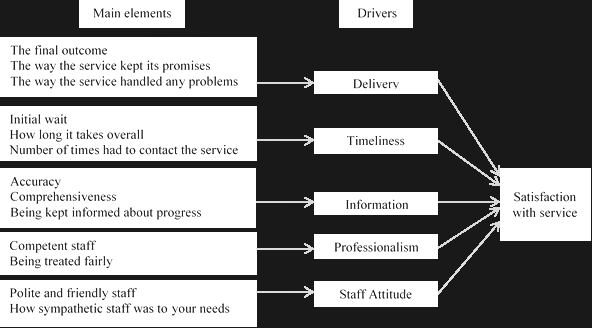 Main elements
Drivers
The final outcome
The way the service kept its promises
The way the service handled any problems
Delivery
Initial wait
How long it takes overall
Number of times had to contact the service
Timeliness
Accuracy
Comprehensiveness
Being kept informed about progress
Information
Competent staff
Being treated fairly
Professionalism
Polite and friendly staff
How sympathetic staff was to your needs
Staff Attitude
Satisfaction
with service